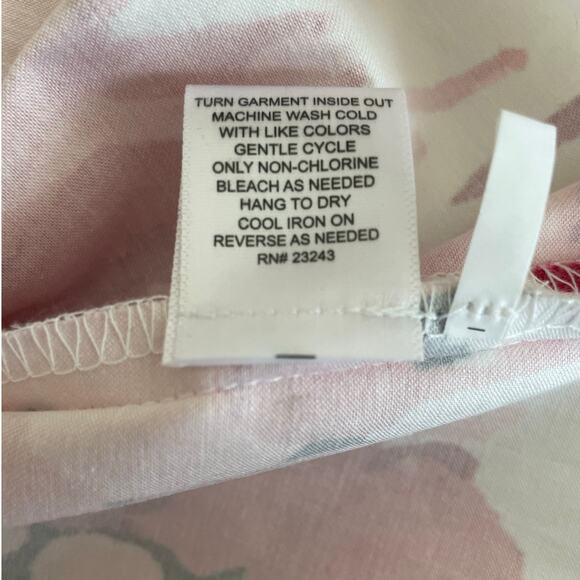 TURN GARMENT INSIDE OUT
MACHINE WASH COLD
WITH LIKE COLORS
GENTLE CYCLE
ONLY NON-CHLORINE
BLEACH AS NEEDED
HANG TO DRY
COOL IRON ON
REVERSE AS NEEDED
RN# 23243